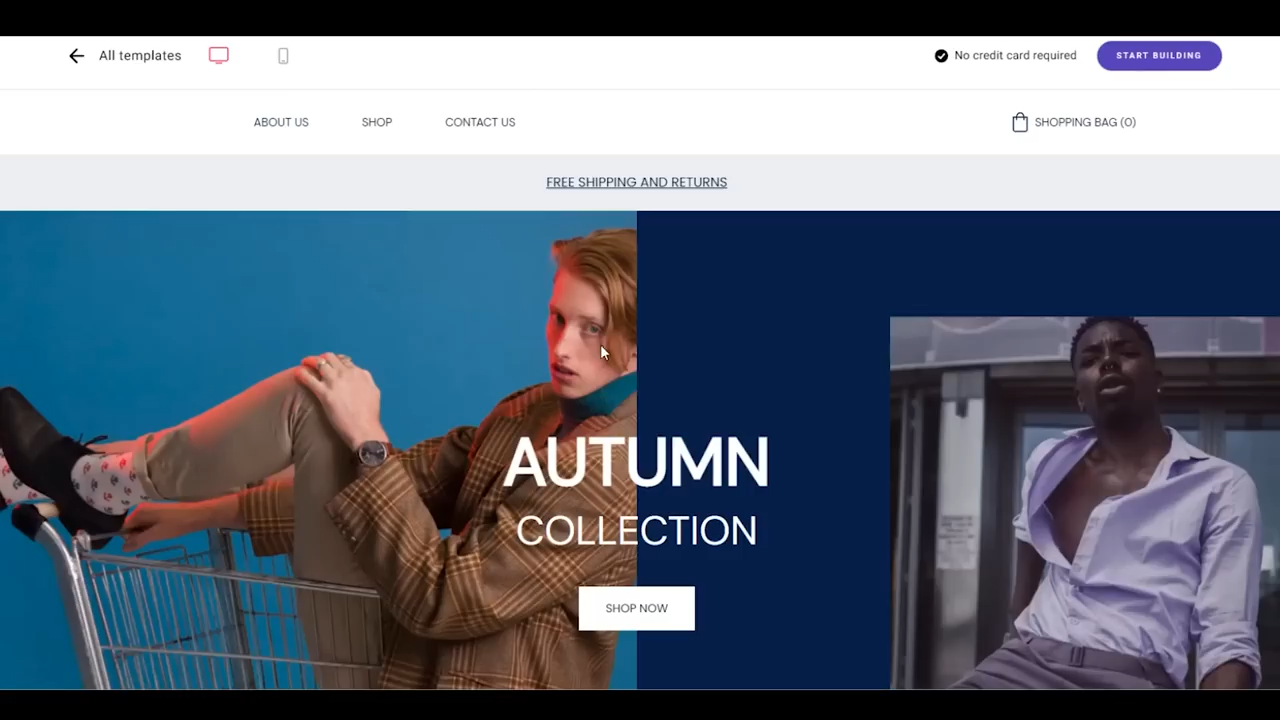 All templates
No credit card required
START BUILDING
ABOUT US
SHOP
CONTACT US
SHOPPING BAG (0)
FREE SHIPPING AND RETURNS
AUTUMN
COLLECTION
SHOP NOW